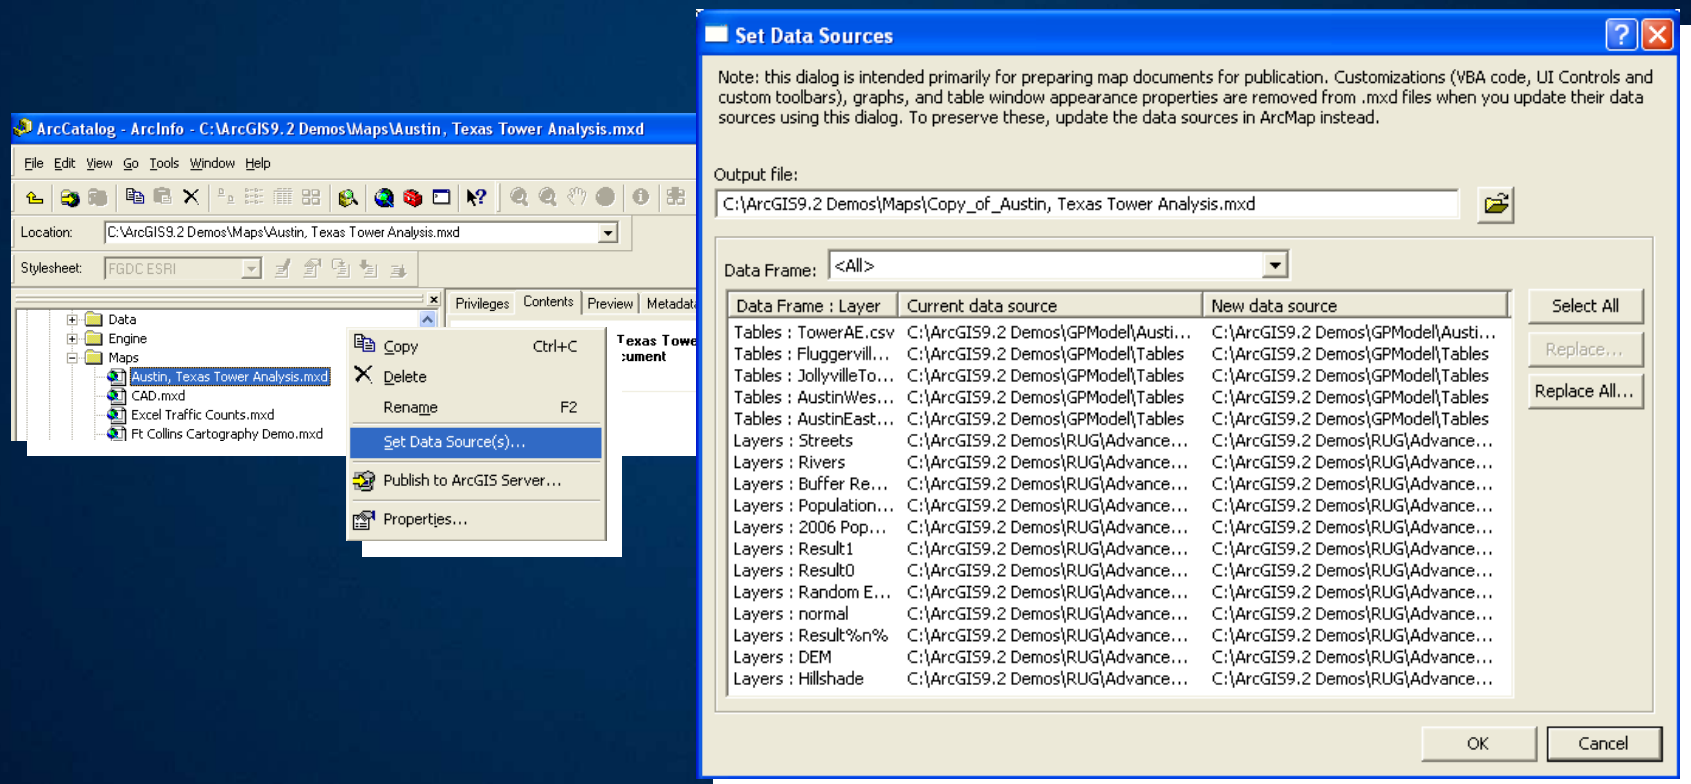 ArcCatalog - ArcInfo - C:\ArcGIS9.2 Demos\Maps\Austin, Texas Tower Analysis.mxd
File Edit View Go Tools Window Help
Location: C:\ArcGIS9.2 Demos\Maps\Austin, Texas Tower Analysis.mxd
Stylesheet: FGDC ESRI
Privileges Contents Preview
Data
Engine
Maps
Austin, Texas Tower Analysis.mxd
CAD.mxd
Excel Traffic Counts.mxd
Ft Collins Cartography Demo.mxd
Texas
Copy Ctrl+C
Delete
Rename F2
Set Data Source(s)...
Publish to ArcGIS Server...
Properties...
Set Data Sources
Note: this dialog is intended primarily for preparing map documents for publication. Customizations (VBA code, UI Controls and
custom toolbars), graphs, and table window appearance properties are removed from .mxd files when you update their data
sources using this dialog. To preserve these, update the data sources in ArcMap instead.
Output file:
C:\ArcGIS9.2 Demos\Maps\Copy_of_Austin, Texas Tower Analysis.mxd
Data Frame: <All>
Data Frame : Layer Current data source New data source
Tables : TowerAE.csv C:\ArcGIS9.2 Demos\GPModel\Austi... C:\ArcGIS9.2 Demos\GPModel\Austi...
Tables : Fluggervill... C:\ArcGIS9.2 Demos\GPModel\Tables C:\ArcGIS9.2 Demos\GPModel\Tables
Tables : JollyvilleTo... C:\ArcGIS9.2 Demos\GPModel\Tables C:\ArcGIS9.2 Demos\GPModel\Tables
Tables : AustinWes... C:\ArcGIS9.2 Demos\GPModel\Tables C:\ArcGIS9.2 Demos\GPModel\Tables
Tables : AustinEast... C:\ArcGIS9.2 Demos\GPModel\Tables C:\ArcGIS9.2 Demos\GPModel\Tables
Layers : Streets C:\ArcGIS9.2 Demos\RUG\Advance... C:\ArcGIS9.2 Demos\RUG\Advance...
Layers : Rivers C:\ArcGIS9.2 Demos\RUG\Advance... C:\ArcGIS9.2 Demos\RUG\Advance...
Layers : Buffer Re... C:\ArcGIS9.2 Demos\RUG\Advance... C:\ArcGIS9.2 Demos\RUG\Advance...
Layers : Population... C:\ArcGIS9.2 Demos\RUG\Advance... C:\ArcGIS9.2 Demos\RUG\Advance...
Layers : 2006 Pop... C:\ArcGIS9.2 Demos\RUG\Advance... C:\ArcGIS9.2 Demos\RUG\Advance...
Layers : Result1 C:\ArcGIS9.2 Demos\RUG\Advance... C:\ArcGIS9.2 Demos\RUG\Advance...
Layers : Result0 C:\ArcGIS9.2 Demos\RUG\Advance... C:\ArcGIS9.2 Demos\RUG\Advance...
Layers : Random E... C:\ArcGIS9.2 Demos\RUG\Advance... C:\ArcGIS9.2 Demos\RUG\Advance...
Layers : normal C:\ArcGIS9.2 Demos\RUG\Advance... C:\ArcGIS9.2 Demos\RUG\Advance...
Layers : Result%n% C:\ArcGIS9.2 Demos\RUG\Advance... C:\ArcGIS9.2 Demos\RUG\Advance...
Layers : DEM C:\ArcGIS9.2 Demos\RUG\Advance... C:\ArcGIS9.2 Demos\RUG\Advance...
Layers : Hillshade C:\ArcGIS9.2 Demos\RUG\Advance... C:\ArcGIS9.2 Demos\RUG\Advance...
Select All
Replace...
Replace All...
OK Cancel